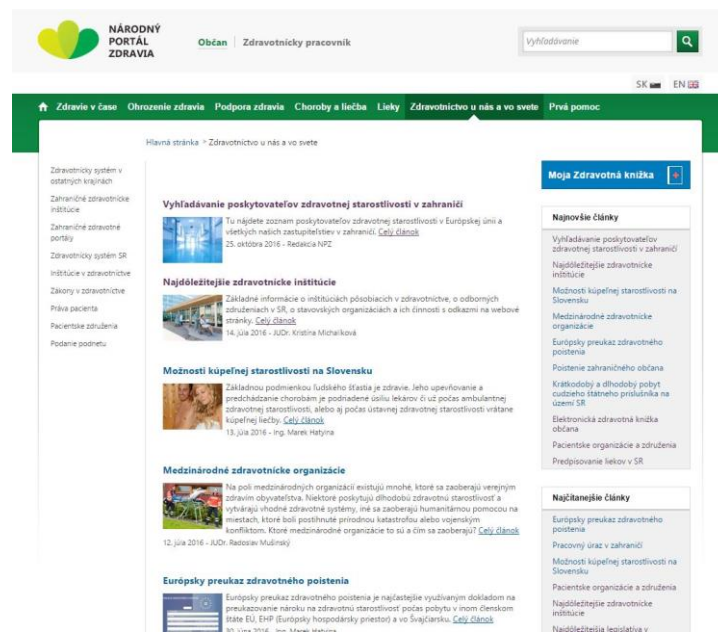 NÁRODNÝ
PORTÁL
ZDRAVIA
Občan | Zdravotnícky pracovník
Vyhľadávanie
SK EN
Zdravie v čase Ohrozenie zdravia Podpora zdravia Choroby a liečba Lieky Zdravotníctvo u nás a vo svete Prvá pomoc
Hlavná stránka > Zdravotníctvo u nás a vo svete
Zdravotnícky systém v
ostatných krajinách
Zahraničné zdravotnícke
inštitúcie
Zahraničné zdravotné
portály
Zdravotnícky systém SR
Inštitúcie v zdravotníctve
Zákony v zdravotníctve
Práva pacienta
Pacientske združenia
Podanie podnetu
Vyhľadávanie poskytovateľov zdravotnej starostlivosti v zahraničí
Tu nájdete zoznam poskytovateľov zdravotnej starostlivosti v Európskej únii a
všetkých našich zastupiteľstiev v zahraničí. Celý článok
25. októbra 2016 - Redakcia NPZ
Najdôležitejšie zdravotnícke inštitúcie
Základné informácie o inštitúciách pôsobiacich v zdravotníctve, o odborných
združeniach v SR, o stavovských organizáciách a ich činnosti s odkazmi na webové
stránky. Celý článok
14. júla 2016 - JUDr. Kristína Michalíková
Možnosti kúpeľnej starostlivosti na Slovensku
Základnou podmienkou ľudského šťastia je zdravie. Jeho upevňovanie a
predchádzanie chorobám je podriadené úsiliu lekárov či už počas ambulantnej
zdravotnej starostlivosti, alebo aj počas ústavnej zdravotnej starostlivosti vrátane
kúpeľnej liečby. Celý článok
13. júla 2016 - Ing. Marek Hatyina
Medzinárodné zdravotnícke organizácie
Na poli medzinárodných organizácií existujú mnohé, ktoré sa zaoberajú verejným
zdravím obyvateľstva. Niektoré poskytujú dlhodobú zdravotnú starostlivosť a
vytvárajú vhodné zdravotné systémy, iné sa zaoberajú humanitárnou pomocou na
miestach, ktoré boli postihnuté prírodnou katastrofou alebo vojenským
konfliktom. Ktoré medzinárodné organizácie to sú a čím sa zaoberajú? Celý článok
12. júla 2016 - JUDr. Radoslav Mušinský
Európsky preukaz zdravotného poistenia
Európsky preukaz zdravotného poistenia je najčastejšie využívaným dokladom na
preukazovanie nároku na zdravotnú starostlivosť počas pobytu v inom členskom
štáte EÚ, EHP (Európsky hospodársky priestor) a vo Švajčiarsku. Celý článok
30. júna 2016 - Ing. Marek Hatyina
Moja Zdravotná knižka
Najnovšie články
Vyhľadávanie poskytovateľov
zdravotnej starostlivosti v zahraničí
Najdôležitejšie zdravotnícke
inštitúcie
Možnosti kúpeľnej starostlivosti na
Slovensku
Medzinárodné zdravotnícke
organizácie
Európsky preukaz zdravotného
poistenia
Poistenie zahraničného občana
Krátkodobý a dlhodobý pobyt
cudzieho štátneho príslušníka na
území SR
Elektronická zdravotná knižka
občana
Pacientske organizácie a združenia
Predpisovanie liekov v SR
Najčítanejšie články
Európsky preukaz zdravotného
poistenia
Pracovný úraz v zahraničí
Možnosti kúpeľnej starostlivosti na
Slovensku
Pacientske organizácie a združenia
Najdôležitejšie zdravotnícke
inštitúcie
Najdôležitejšia legislatíva v